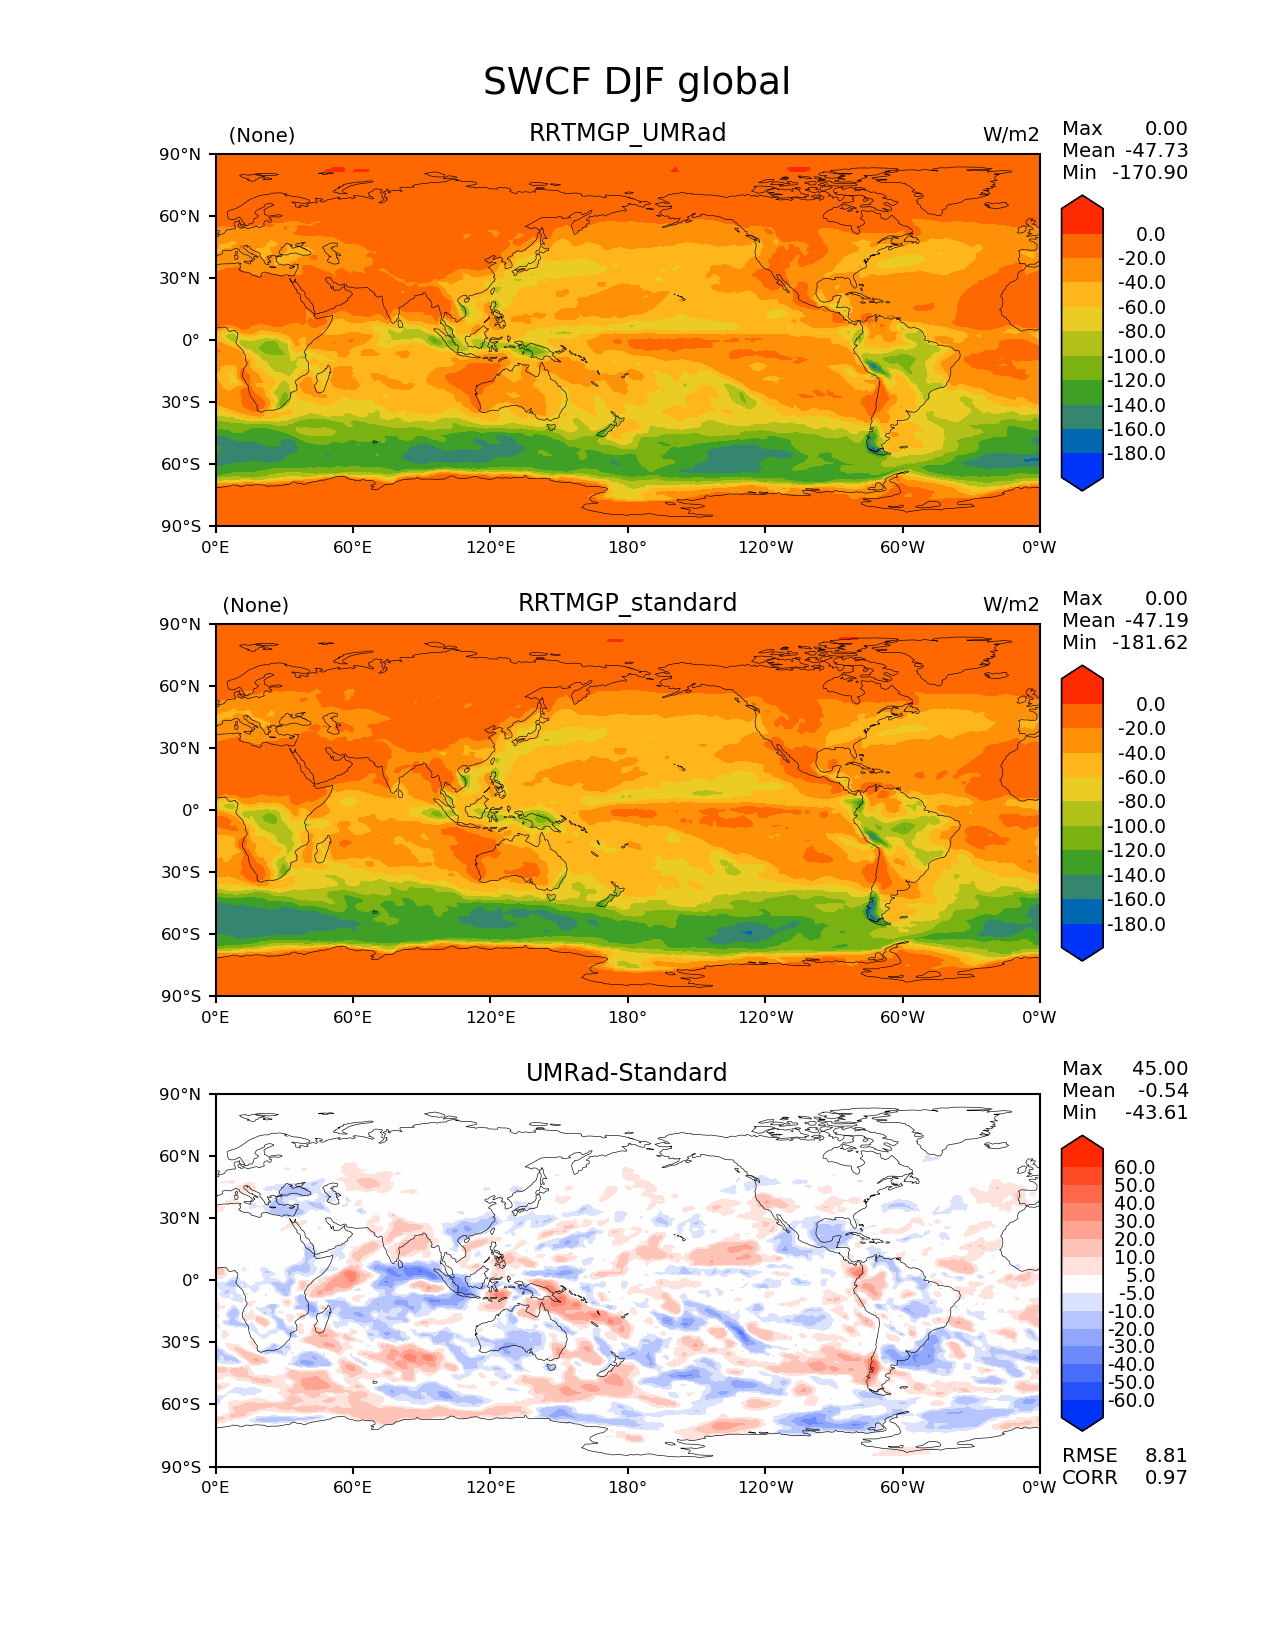 SWCF DJF global
(None) RRTMGP_UMRad W/m2
Max 0.00
Mean -47.73
Min -170.90
90°N
60°N
30°N
0°
30°S
60°S
90°S
0°E 60°E 120°E 180° 120°W 60°W 0°W
0.0
-20.0
-40.0
-60.0
-80.0
-100.0
-120.0
-140.0
-160.0
-180.0
(None) RRTMGP_standard W/m2
Max 0.00
Mean -47.19
Min -181.62
90°N
60°N
30°N
0°
30°S
60°S
90°S
0°E 60°E 120°E 180° 120°W 60°W 0°W
0.0
-20.0
-40.0
-60.0
-80.0
-100.0
-120.0
-140.0
-160.0
-180.0
UMRad-Standard
Max 45.00
Mean -0.54
Min -43.61
90°N
60°N
30°N
0°
30°S
60°S
90°S
0°E 60°E 120°E 180° 120°W 60°W 0°W
60.0
50.0
40.0
30.0
20.0
10.0
5.0
-5.0
-10.0
-20.0
-30.0
-40.0
-50.0
-60.0
RMSE 8.81
CORR 0.97